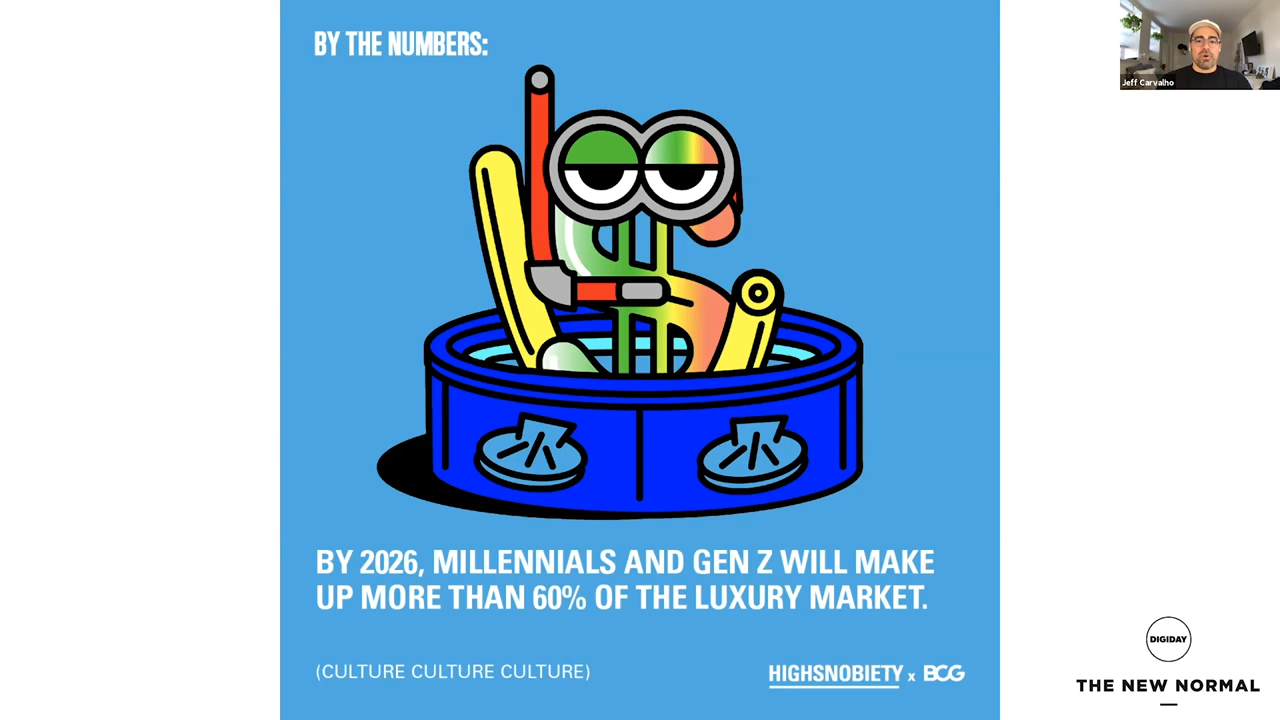 BY THE NUMBERS:
Jeff Carvalho
BY 2026, MILLENNIALS AND GEN Z WILL MAKE
UP MORE THAN 60% OF THE LUXURY MARKET.
(CULTURE CULTURE CULTURE)
HIGHSNOBIETY x BCG
DIGIDAY
THE NEW NORMAL